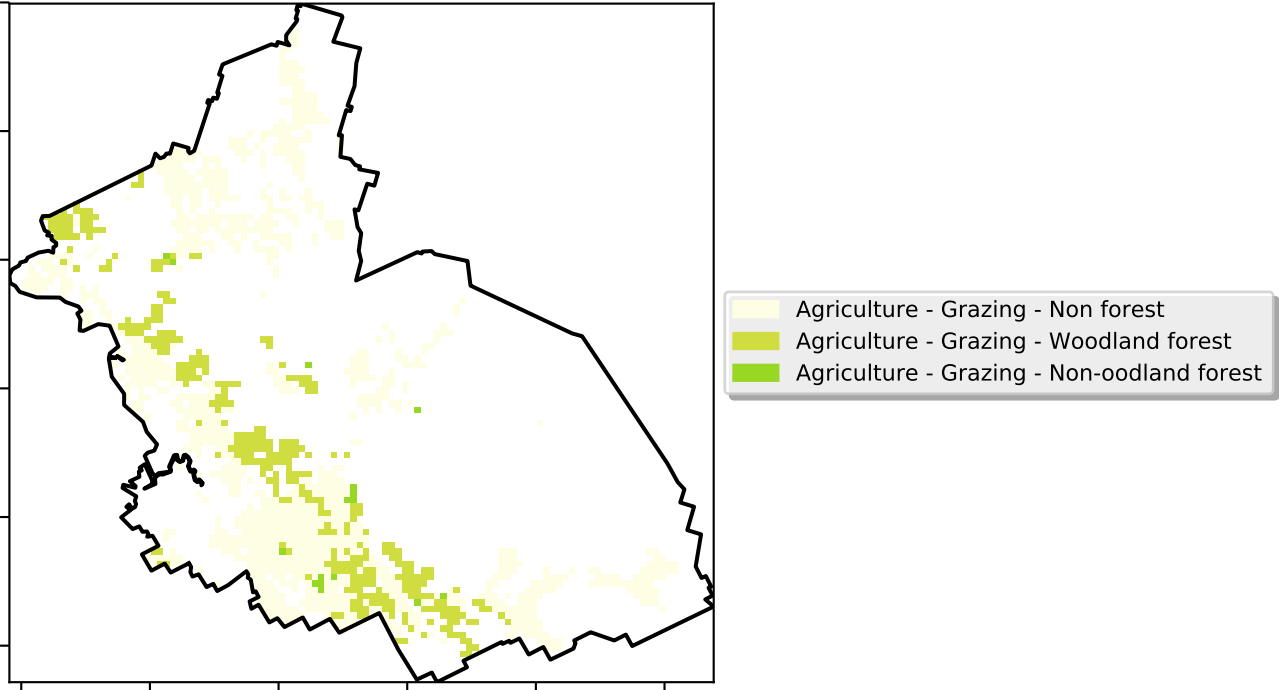 Agriculture - Grazing - Non forest
Agriculture - Grazing - Woodland forest
Agriculture - Grazing - Non-oodland forest